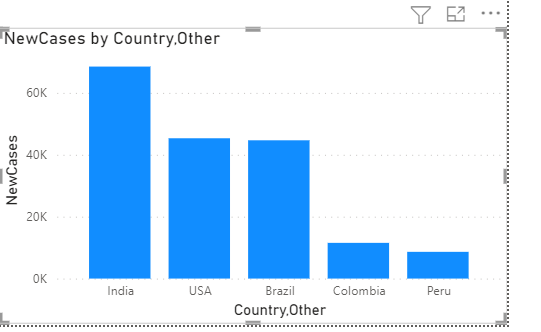 NewCases by Country,Other
NewCases
60K
40K
20K
0K
India USA Brazil Colombia Peru
Country,Other